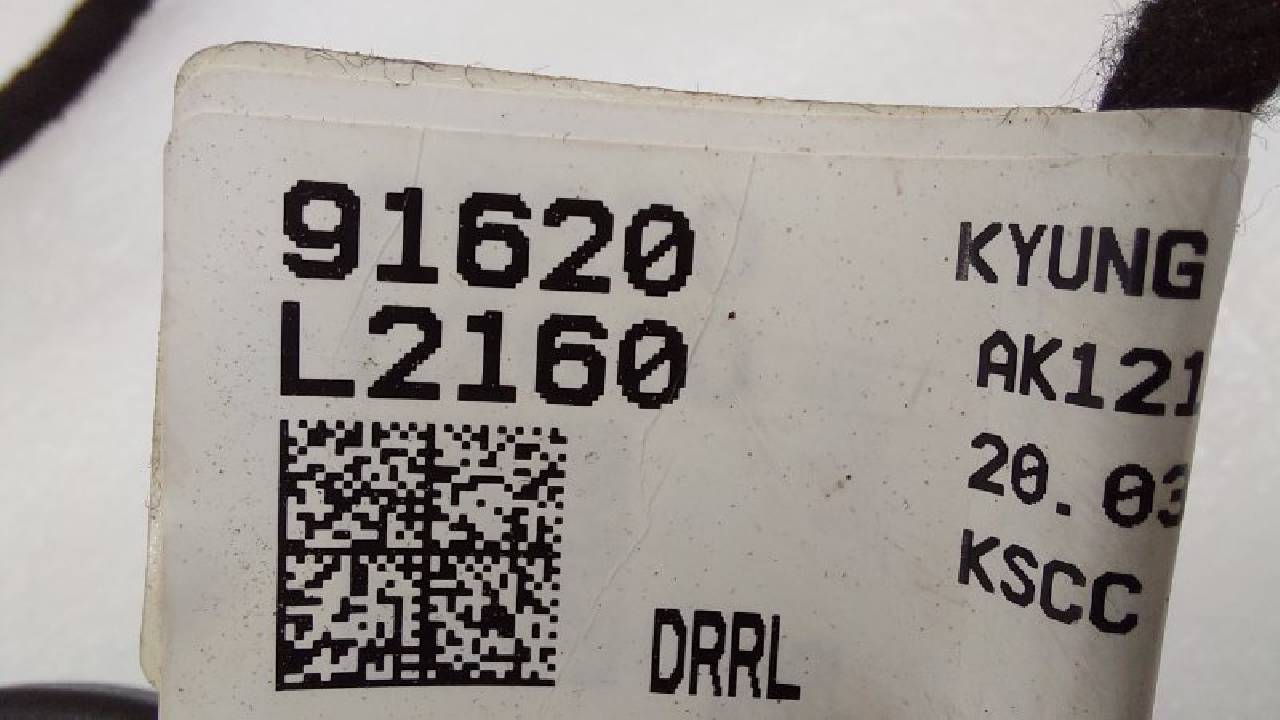 91620
L2160
DRRL
KYUNG
AK121
20.03
KSCC